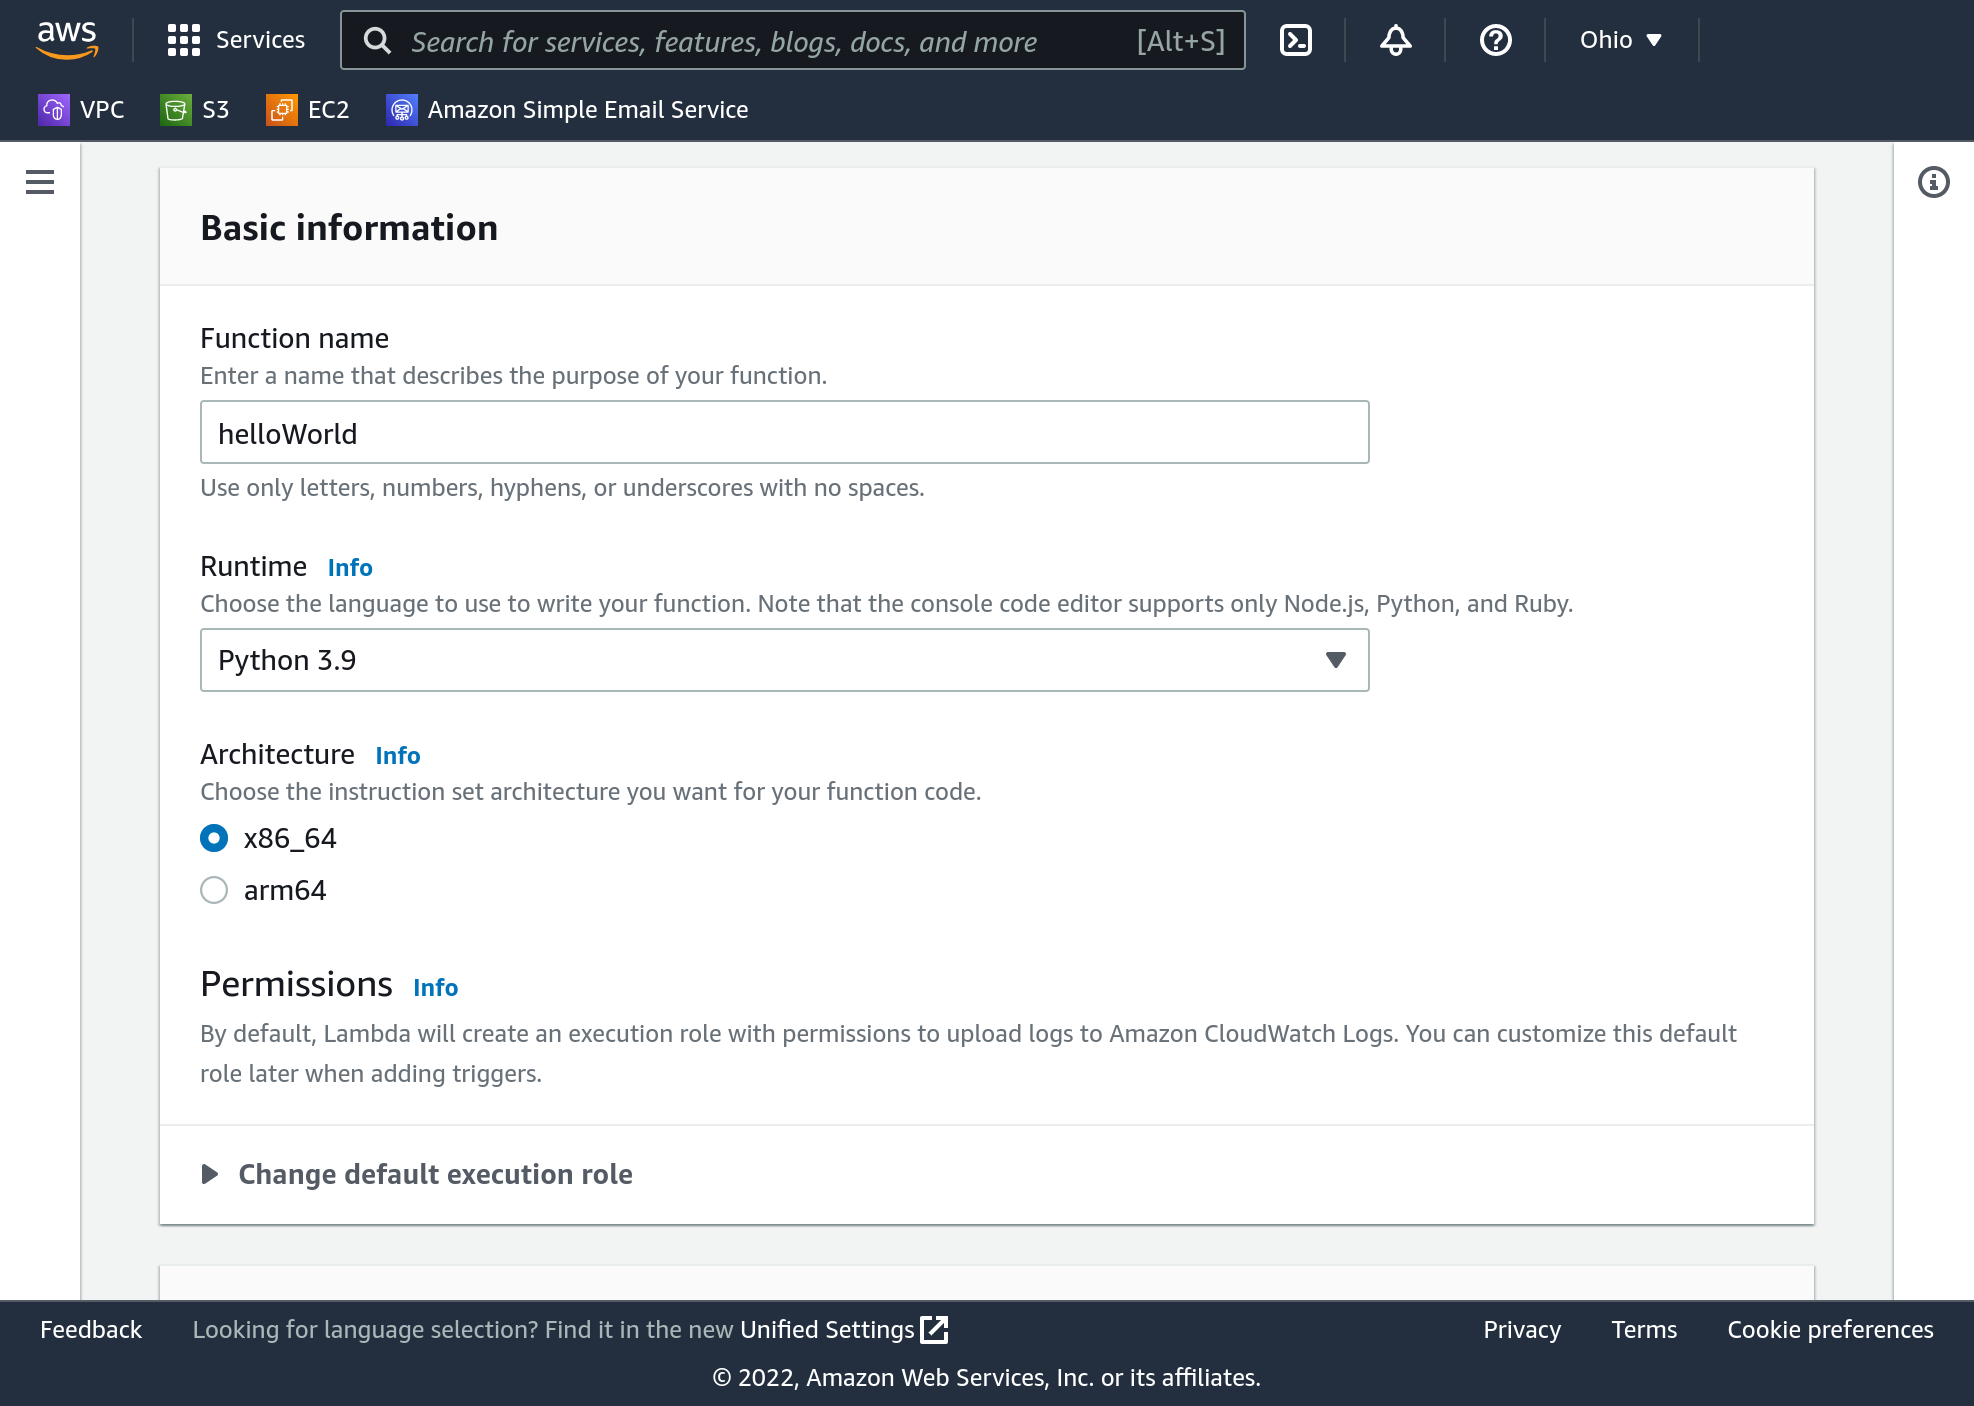 aws Services Search for services, features, blogs, docs, and more [Alt+S] Ohio
VPC S3 EC2 Amazon Simple Email Service
Basic information
Function name
Enter a name that describes the purpose of your function.
helloWorld
Use only letters, numbers, hyphens, or underscores with no spaces.
Runtime Info
Choose the language to use to write your function. Note that the console code editor supports only Node.js, Python, and Ruby.
Python 3.9
Architecture Info
Choose the instruction set architecture you want for your function code.
x86_64
arm64
Permissions Info
By default, Lambda will create an execution role with permissions to upload logs to Amazon CloudWatch Logs. You can customize this default
role later when adding triggers.
Change default execution role
Feedback Looking for language selection? Find it in the new Unified Settings Privacy Terms Cookie preferences
© 2022, Amazon Web Services, Inc. or its affiliates.